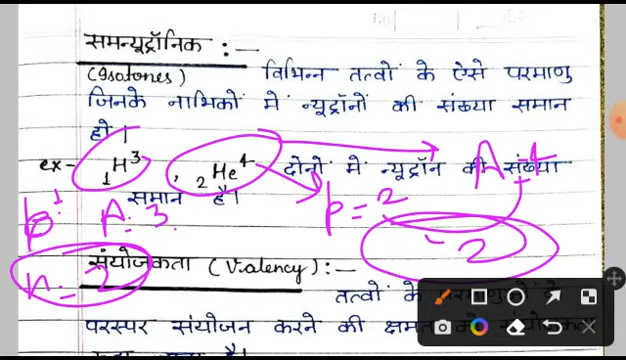 समन्यूट्रॉनिक :—
(Isotones) विभिन्न तत्वों के ऐसे परमाणु
जिनके नाभिकों में न्यूट्रॉनों की संख्या समान
हो।
ex- ₁H³, ₂He⁴ दोनों में न्यूट्रॉन की संख्या A=4
समान है।
p=1 A=3 p=2
n=2 -2
संयोजकता (Valency) :—
तत्वों के
परस्पर संयोजन करने की